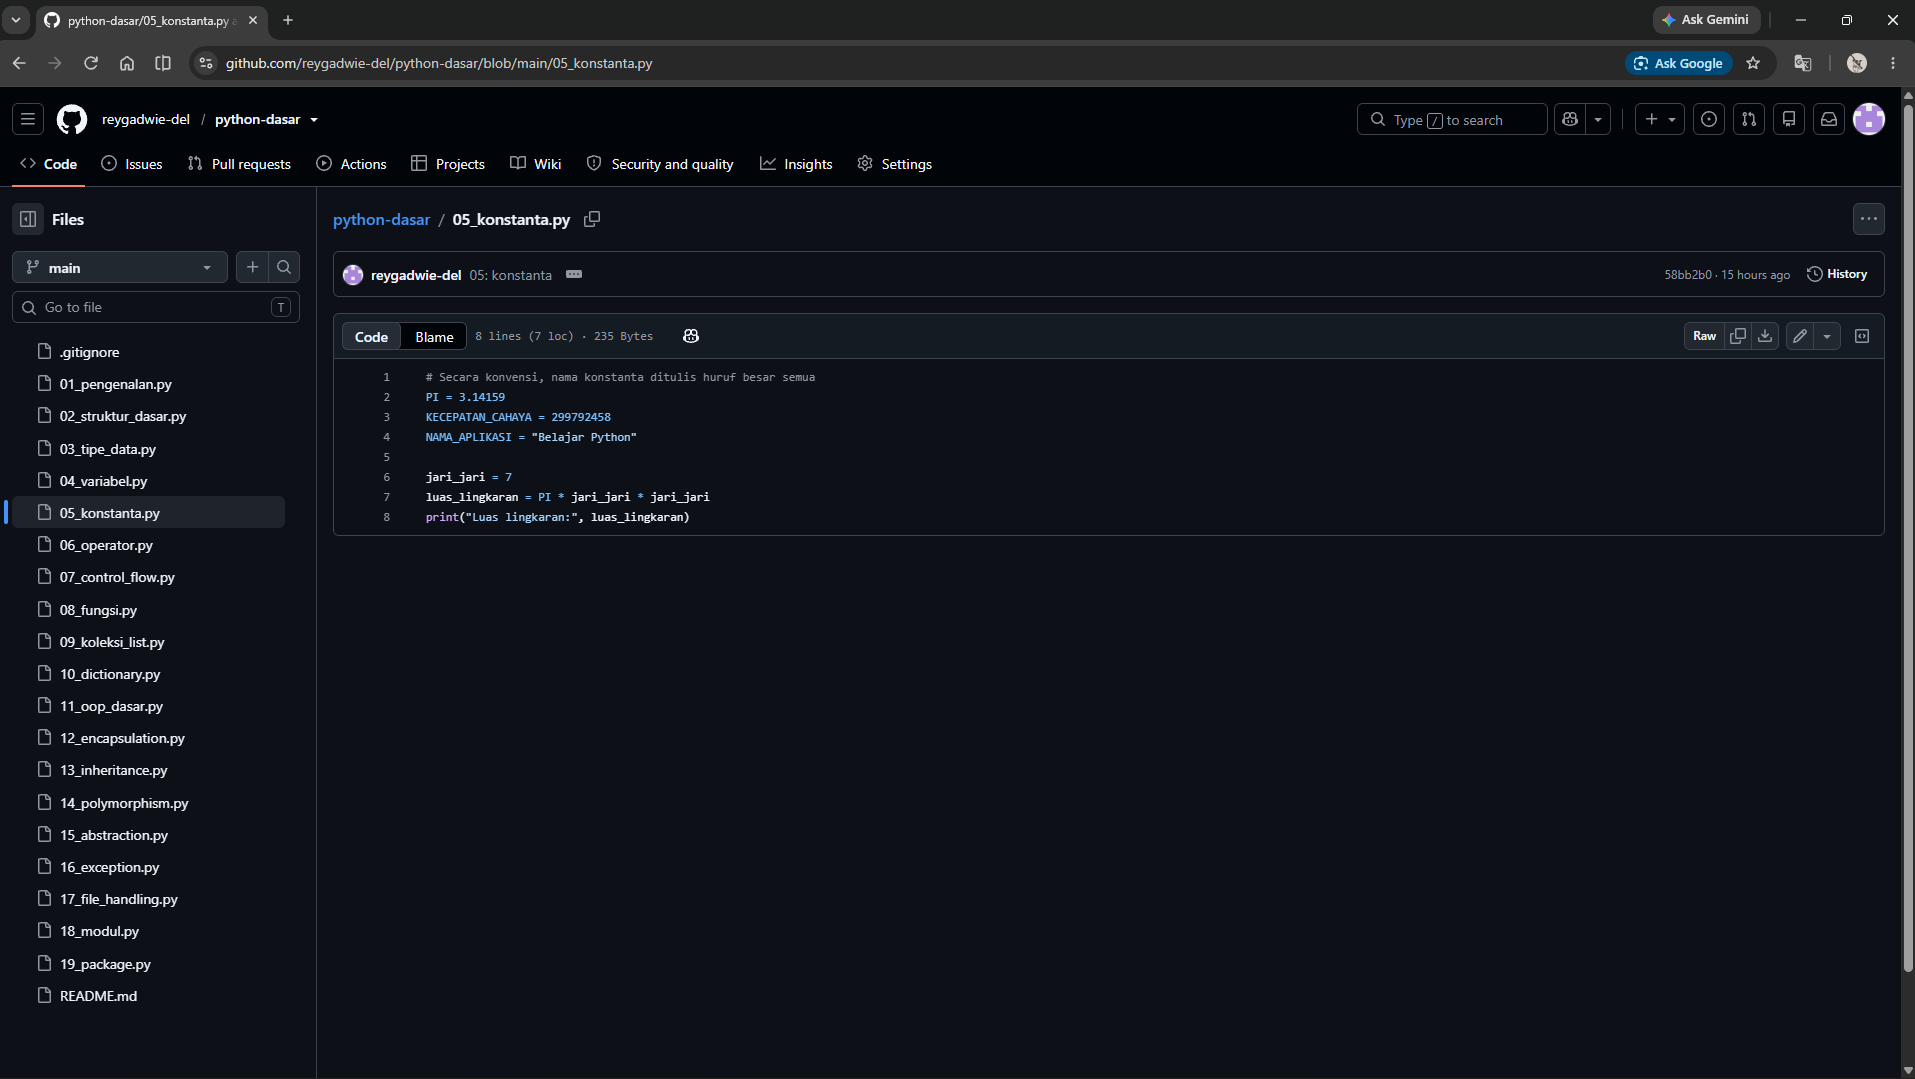 python-dasar/05_konstanta.py a
Ask Gemini
github.com/reygadwie-del/python-dasar/blob/main/05_konstanta.py
Ask Google
reygadwie-del / python-dasar
Type / to search
Code
Issues
Pull requests
Actions
Projects
Wiki
Security and quality
Insights
Settings
Files
main
Go to file
T
.gitignore
01_pengenalan.py
02_struktur_dasar.py
03_tipe_data.py
04_variabel.py
05_konstanta.py
06_operator.py
07_control_flow.py
08_fungsi.py
09_koleksi_list.py
10_dictionary.py
11_oop_dasar.py
12_encapsulation.py
13_inheritance.py
14_polymorphism.py
15_abstraction.py
16_exception.py
17_file_handling.py
18_modul.py
19_package.py
README.md
python-dasar / 05_konstanta.py
reygadwie-del 05: konstanta
58bb2b0 · 15 hours ago
History
Code
Blame
8 lines (7 loc) · 235 Bytes
Raw
1 # Secara konvensi, nama konstanta ditulis huruf besar semua
2 PI = 3.14159
3 KECEPATAN_CAHAYA = 299792458
4 NAMA_APLIKASI = "Belajar Python"
5
6 jari_jari = 7
7 luas_lingkaran = PI * jari_jari * jari_jari
8 print("Luas lingkaran:", luas_lingkaran)